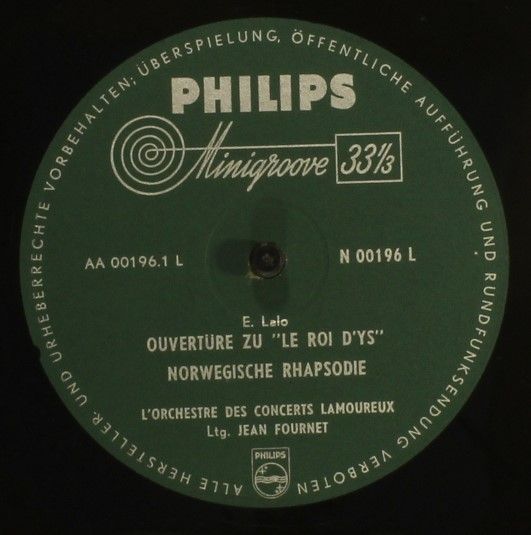 ALLE HERSTELLER- UND URHEBERRECHTE VORBEHALTEN; ÜBERSPIELUNG, ÖFFENTLICHE AUFFÜHRUNG UND RUNDFUNKSENDUNG VERBOTEN
PHILIPS
Minigroove 33⅓
AA 00196.1 L
N 00196 L
E. Lalo
OUVERTÜRE ZU "LE ROI D'YS"
NORWEGISCHE RHAPSODIE
L'ORCHESTRE DES CONCERTS LAMOUREUX
Ltg. JEAN FOURNET
PHILIPS